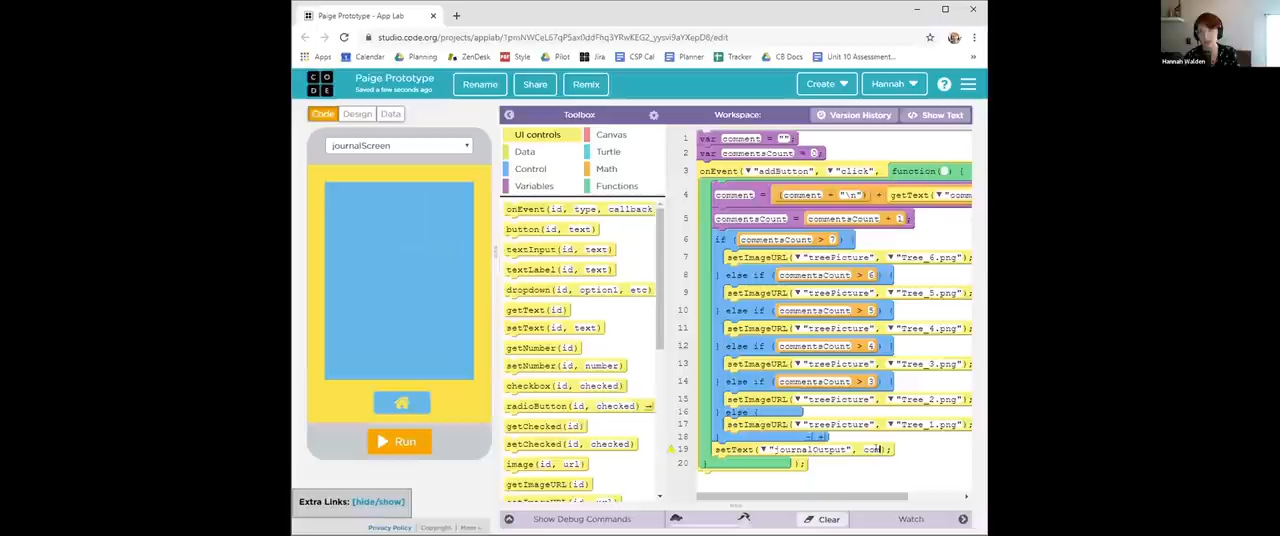 Paige Prototype - App Lab
studio.code.org/projects/applab/1pmNWCeL67qPSax0ddFhq3YRwKEG2_yysvi9aYXepD8/edit
Apps Calendar Planning ZenDesk Style Pilot Jira CSP Cal Planner Tracker CB Docs Unit 10 Assessment...
Hannah Walden
CODE
Paige Prototype
Saved a few seconds ago
Rename Share Remix Create Hannah
Code Design Data
Toolbox
Workspace:
Version History Show Text
journalScreen
UI controls Canvas
Data Turtle
Control Math
Variables Functions
onEvent(id, type, callback
button(id, text)
textInput(id, text)
textLabel(id, text)
dropdown(id, option1, etc)
getText(id)
setText(id, text)
getNumber(id)
setNumber(id, number)
checkbox(id, checked)
radioButton(id, checked)
getChecked(id)
setChecked(id, checked)
image(id, url)
getImageURL(id)
1 var comment = "";
2 var commentsCount = 0;
3 onEvent("addButton", "click", function() {
4 comment = (comment + "\n") + getText("comm
5 commentsCount = commentsCount + 1;
6 if (commentsCount > 7) {
7 setImageURL("treePicture", "Tree_6.png");
8 } else if (commentsCount > 6) {
9 setImageURL("treePicture", "Tree_5.png");
10 } else if (commentsCount > 5) {
11 setImageURL("treePicture", "Tree_4.png");
12 } else if (commentsCount > 4) {
13 setImageURL("treePicture", "Tree_3.png");
14 } else if (commentsCount > 3) {
15 setImageURL("treePicture", "Tree_2.png");
16 } else {
17 setImageURL("treePicture", "Tree_1.png");
18 }
19 setText("journalOutput", com);
20 });
Run
Extra Links: [hide/show]
Privacy Policy | Copyright | More
Show Debug Commands
Clear
Watch